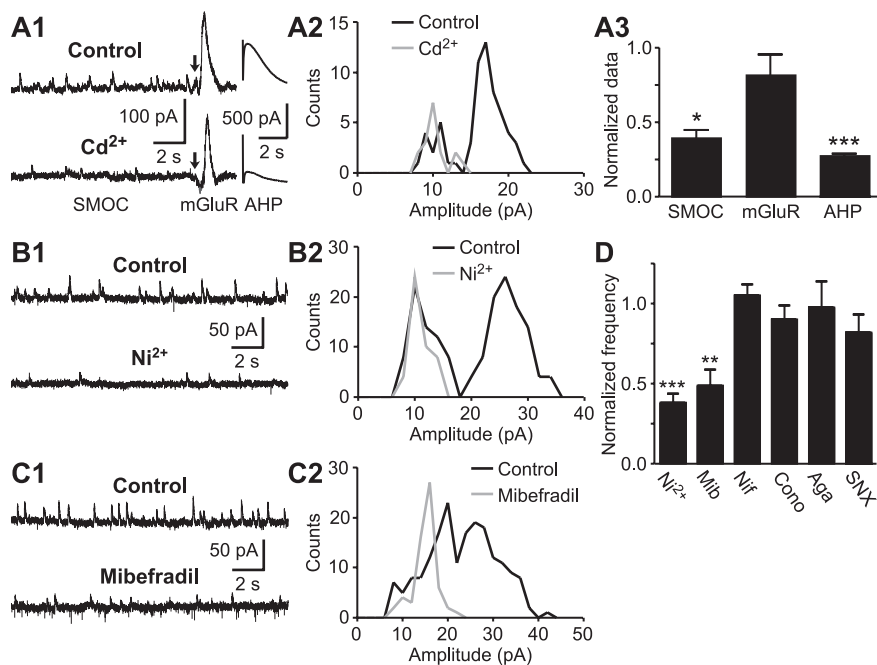 A1
Control
100 pA
2 s
500 pA
2 s
Cd2+
SMOC
mGluR
AHP
A2
Control
Cd2+
Counts
15
10
5
0
0
10
20
30
Amplitude (pA)
A3
Normalized data
1.0
0.5
0.0
*
***
SMOC
mGluR
AHP
B1
Control
50 pA
2 s
Ni2+
B2
Control
Ni2+
Counts
30
20
10
0
0
10
20
30
40
Amplitude (pA)
D
Normalized frequency
1.0
0.5
0.0
***
**
Ni2+
Mib
Nif
Cono
Aga
SNX
C1
Control
50 pA
2 s
Mibefradil
C2
Control
Mibefradil
Counts
30
20
10
0
0
10
20
30
40
50
Amplitude (pA)